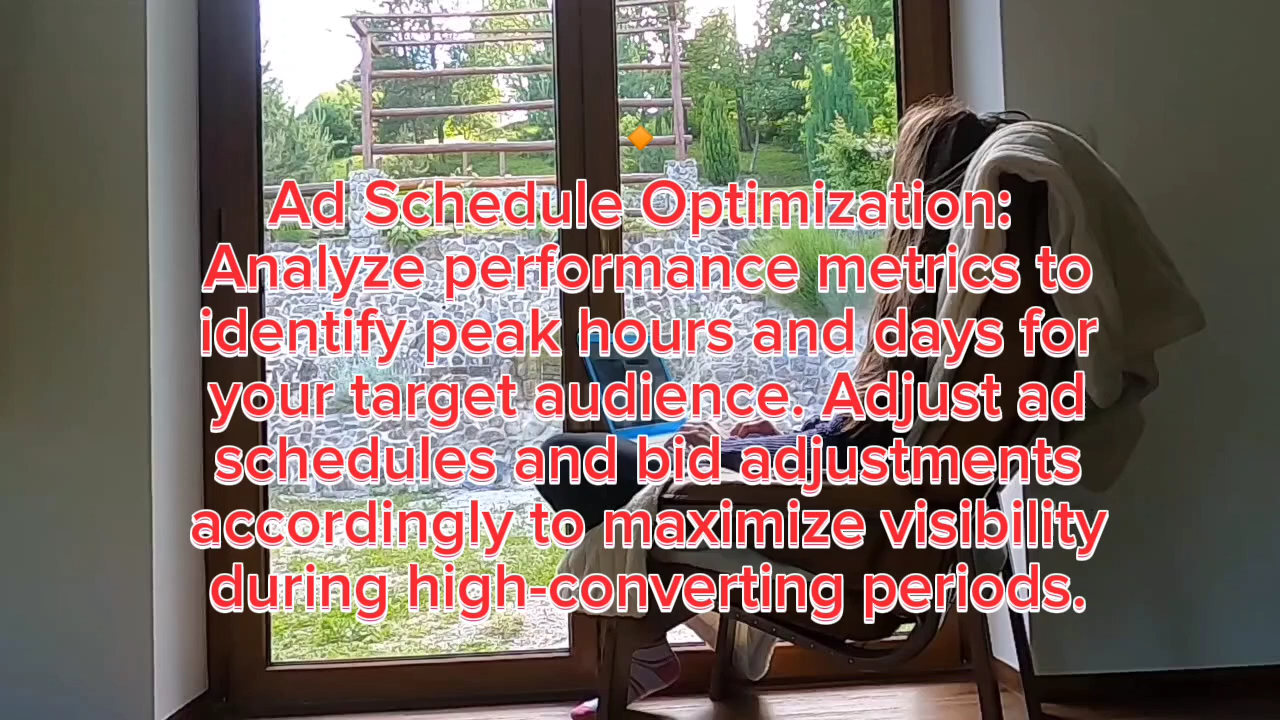 🔶
Ad Schedule Optimization:
Analyze performance metrics to
identify peak hours and days for
your target audience. Adjust ad
schedules and bid adjustments
accordingly to maximize visibility
during high-converting periods.